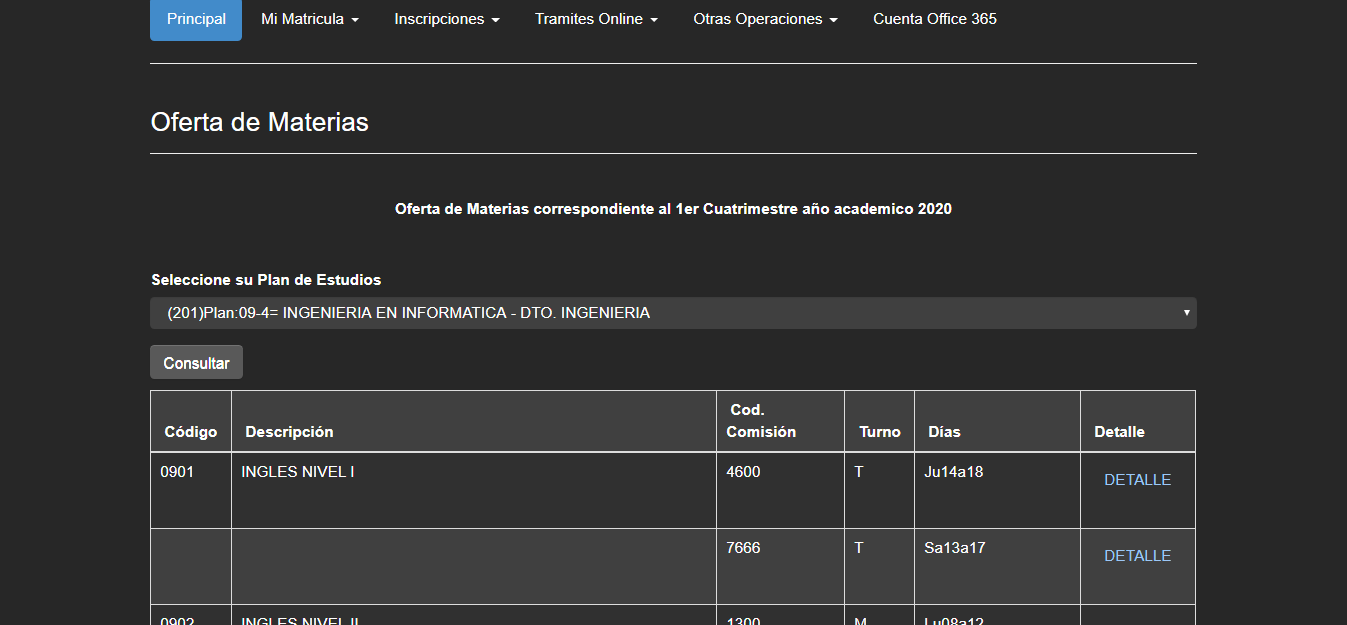 Principal Mi Matricula Inscripciones Tramites Online Otras Operaciones Cuenta Office 365
Oferta de Materias
Oferta de Materias correspondiente al 1er Cuatrimestre año academico 2020
Seleccione su Plan de Estudios
(201)Plan:09-4= INGENIERIA EN INFORMATICA - DTO. INGENIERIA
Consultar
Código Descripción Cod. Comisión Turno Días Detalle
0901 INGLES NIVEL I 4600 T Ju14a18 DETALLE
7666 T Sa13a17 DETALLE
0902 INGLES NIVEL II 1300 M Lu08a12